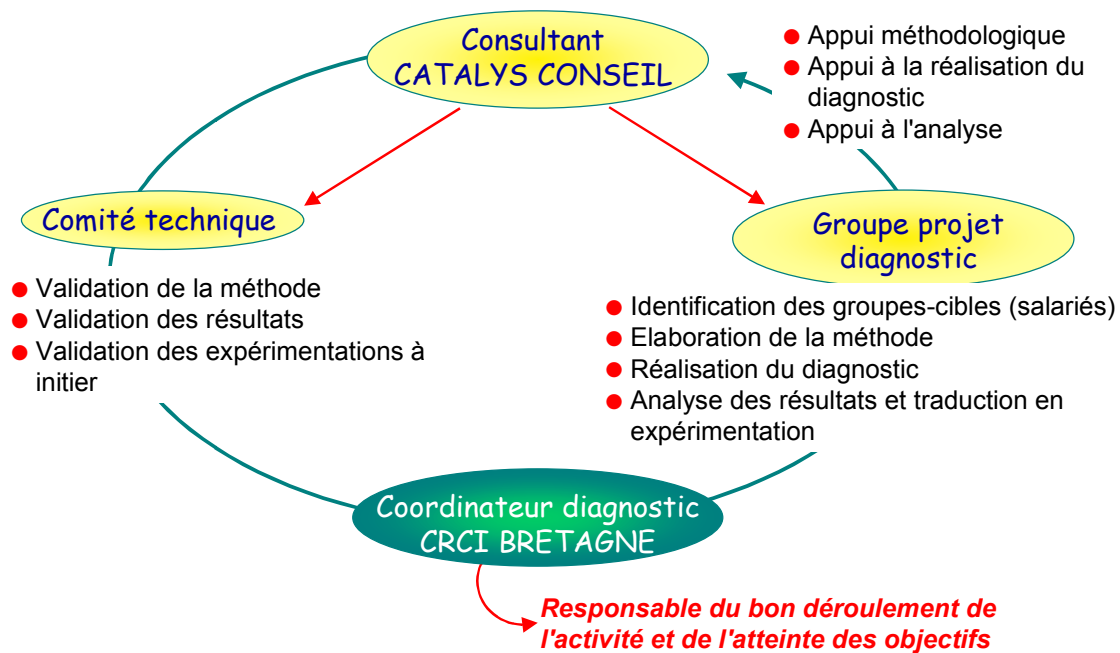 Consultant
CATALYS CONSEIL
● Appui méthodologique
● Appui à la réalisation du
diagnostic
● Appui à l'analyse
Comité technique
● Validation de la méthode
● Validation des résultats
● Validation des expérimentations à
initier
Groupe projet
diagnostic
● Identification des groupes-cibles (salariés)
● Elaboration de la méthode
● Réalisation du diagnostic
● Analyse des résultats et traduction en
expérimentation
Coordinateur diagnostic
CRCI BRETAGNE
Responsable du bon déroulement de
l'activité et de l'atteinte des objectifs